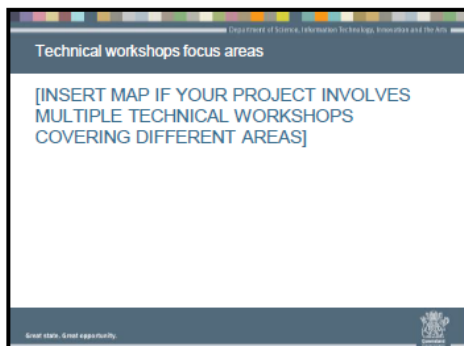 Department of Science, Information Technology, Innovation and the Arts
Technical workshops focus areas
[INSERT MAP IF YOUR PROJECT INVOLVES
MULTIPLE TECHNICAL WORKSHOPS
COVERING DIFFERENT AREAS]
Great state. Great opportunity.
Queensland